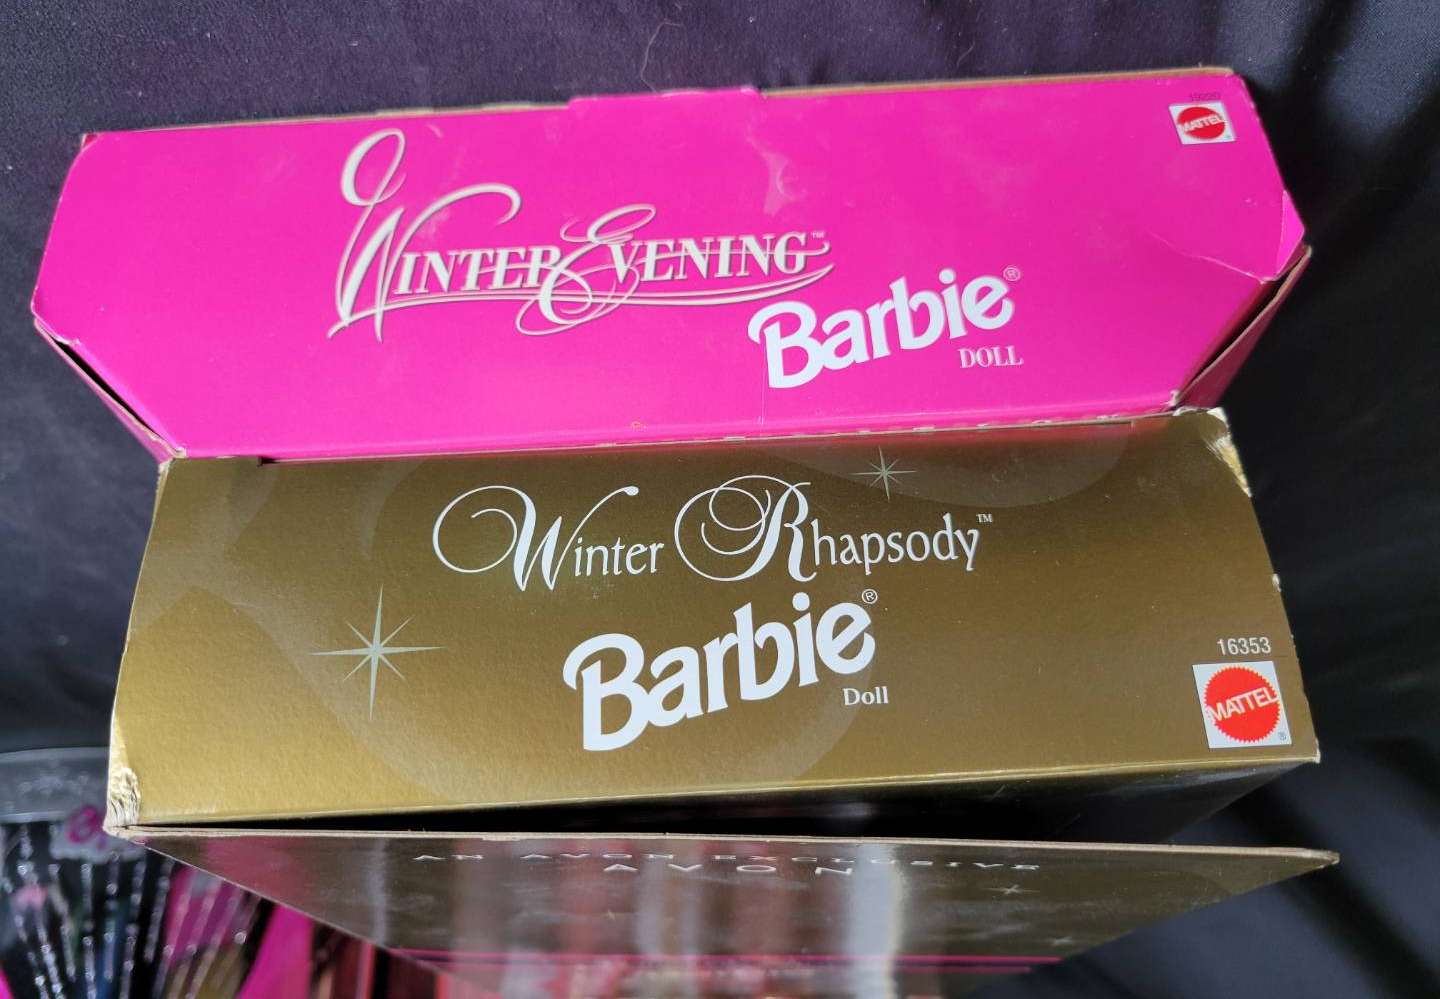 MATTEL
WINTER EVENING™
Barbie®
DOLL
Winter Rhapsody™
Barbie®
Doll
16353
MATTEL
®
AN AVON EXCLUSIVE
AVON